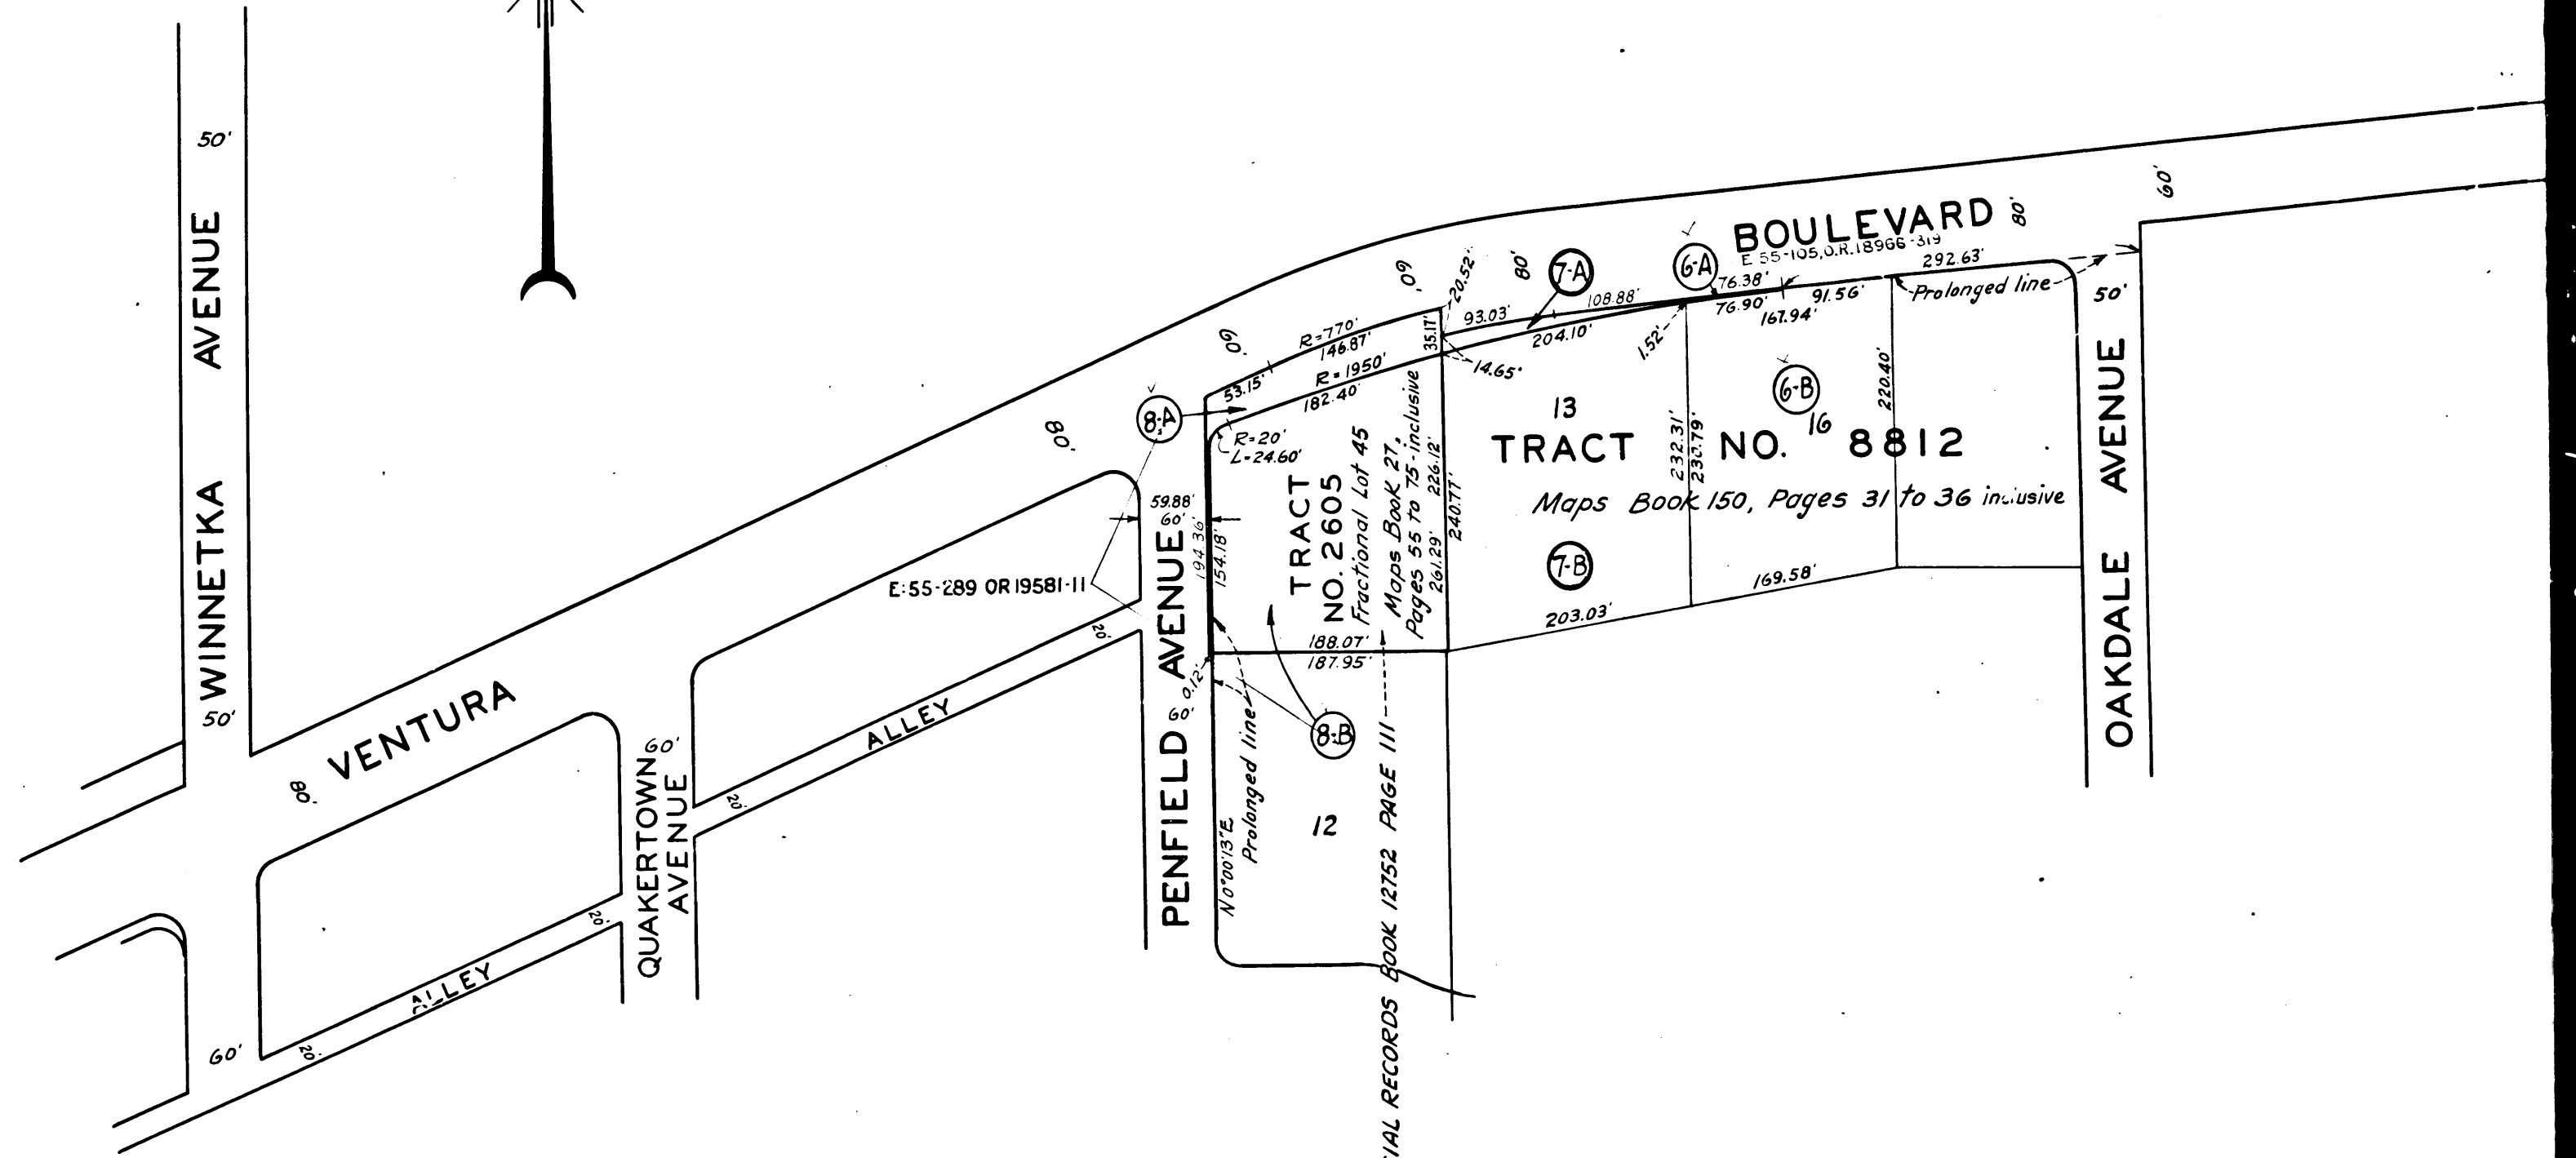 50'
WINNETKA AVENUE
50'
VENTURA
80'
60'
ALLEY
20'
20'
QUAKERTOWN
AVENUE
60'
20'
ALLEY
20'
80'
E:55-289 OR 19581-11
8-A
60'
53.15'
R=770'
146.87'
R=1950'
182.40'
R=20'
L=24.60'
59.88'
60'
PENFIELD AVENUE
194.36'
154.18'
0.12'
60'
N0°00'13"E
Prolonged line
TRACT
NO. 2605
Fractional Lot 45
Maps Book 27,
Pages 55 to 75-inclusive
261.29' 226.12'
240.77'
35.17'
188.07'
187.95'
8-B
12
IAL RECORDS BOOK 12752 PAGE 111
60'
20.52'
80'
7-A
93.03'
108.88'
204.10'
14.65'
1.52'
6-A
BOULEVARD
E 55-105, O.R. 18966-319
76.38'
76.90'
91.56'
167.94'
292.63'
Prolonged line
80'
60'
50'
13
6-B
16
TRACT NO. 8812
Maps Book 150, Pages 31 to 36 inclusive
232.31'
230.79'
220.40'
7-B
203.03'
169.58'
OAKDALE AVENUE